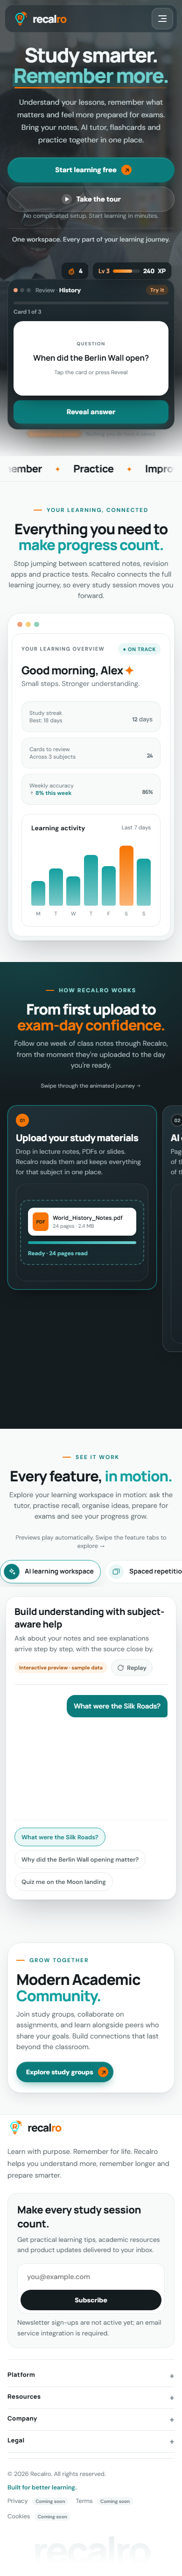 recalro
Study smarter.
Remember more.
Understand your lessons, remember what
matters and feel more prepared for exams.
Bring your notes, AI tutor, flashcards and
practice together in one place.
Start learning free
Take the tour
No complicated setup. Start learning in minutes.
One workspace. Every part of your learning journey.
4
Lv 3
240 XP
Review History
Try it
Card 1 of 3
QUESTION
When did the Berlin Wall open?
Tap the card or press Reveal
Reveal answer
ember ✦ Practice ✦ Impro
YOUR LEARNING, CONNECTED
Everything you need to
make progress count.
Stop jumping between scattered notes, revision
apps and practice tests. Recalro connects the full
learning journey, so every study session moves you
forward.
YOUR LEARNING OVERVIEW
ON TRACK
Good morning, Alex ✦
Small steps. Stronger understanding.
Study streak
Best: 18 days
12 days
Cards to review
Across 3 subjects
24
Weekly accuracy
↑ 8% this week
86%
Learning activity
Last 7 days
M T W T F S S
HOW RECALRO WORKS
From first upload to
exam-day confidence.
Follow one week of class notes through Recalro,
from the moment they're uploaded to the day
you're ready.
Swipe through the animated journey →
01
Upload your study materials
Drop in lecture notes, PDFs or slides.
Recalro reads them and keeps everything
for that subject in one place.
PDF
World_History_Notes.pdf
24 pages · 2.4 MB
Ready · 24 pages read
SEE IT WORK
Every feature, in motion.
Explore your learning workspace in motion: ask the
tutor, practise recall, organise ideas, prepare for
exams and see your progress grow.
Previews play automatically. Swipe the feature tabs to
explore →
AI learning workspace
Spaced repetitio
Build understanding with subject-
aware help
Ask about your notes and see explanations
arrive step by step, with the source close by.
Interactive preview · sample data
Replay
What were the Silk Roads?
What were the Silk Roads?
Why did the Berlin Wall opening matter?
Quiz me on the Moon landing
GROW TOGETHER
Modern Academic
Community.
Join study groups, collaborate on
assignments, and learn alongside peers who
share your goals. Build connections that last
beyond the classroom.
Explore study groups
recalro
Learn with purpose. Remember for life. Recalro
helps you understand more, remember longer and
prepare smarter.
Make every study session
count.
Get practical learning tips, academic resources
and product updates delivered to your inbox.
you@example.com
Subscribe
Newsletter sign-ups are not active yet; an email
service integration is required.
Platform +
Resources +
Company +
Legal +
© 2026 Recalro. All rights reserved.
Built for better learning.
Privacy Coming soon Terms Coming soon
Cookies Coming soon
recalro